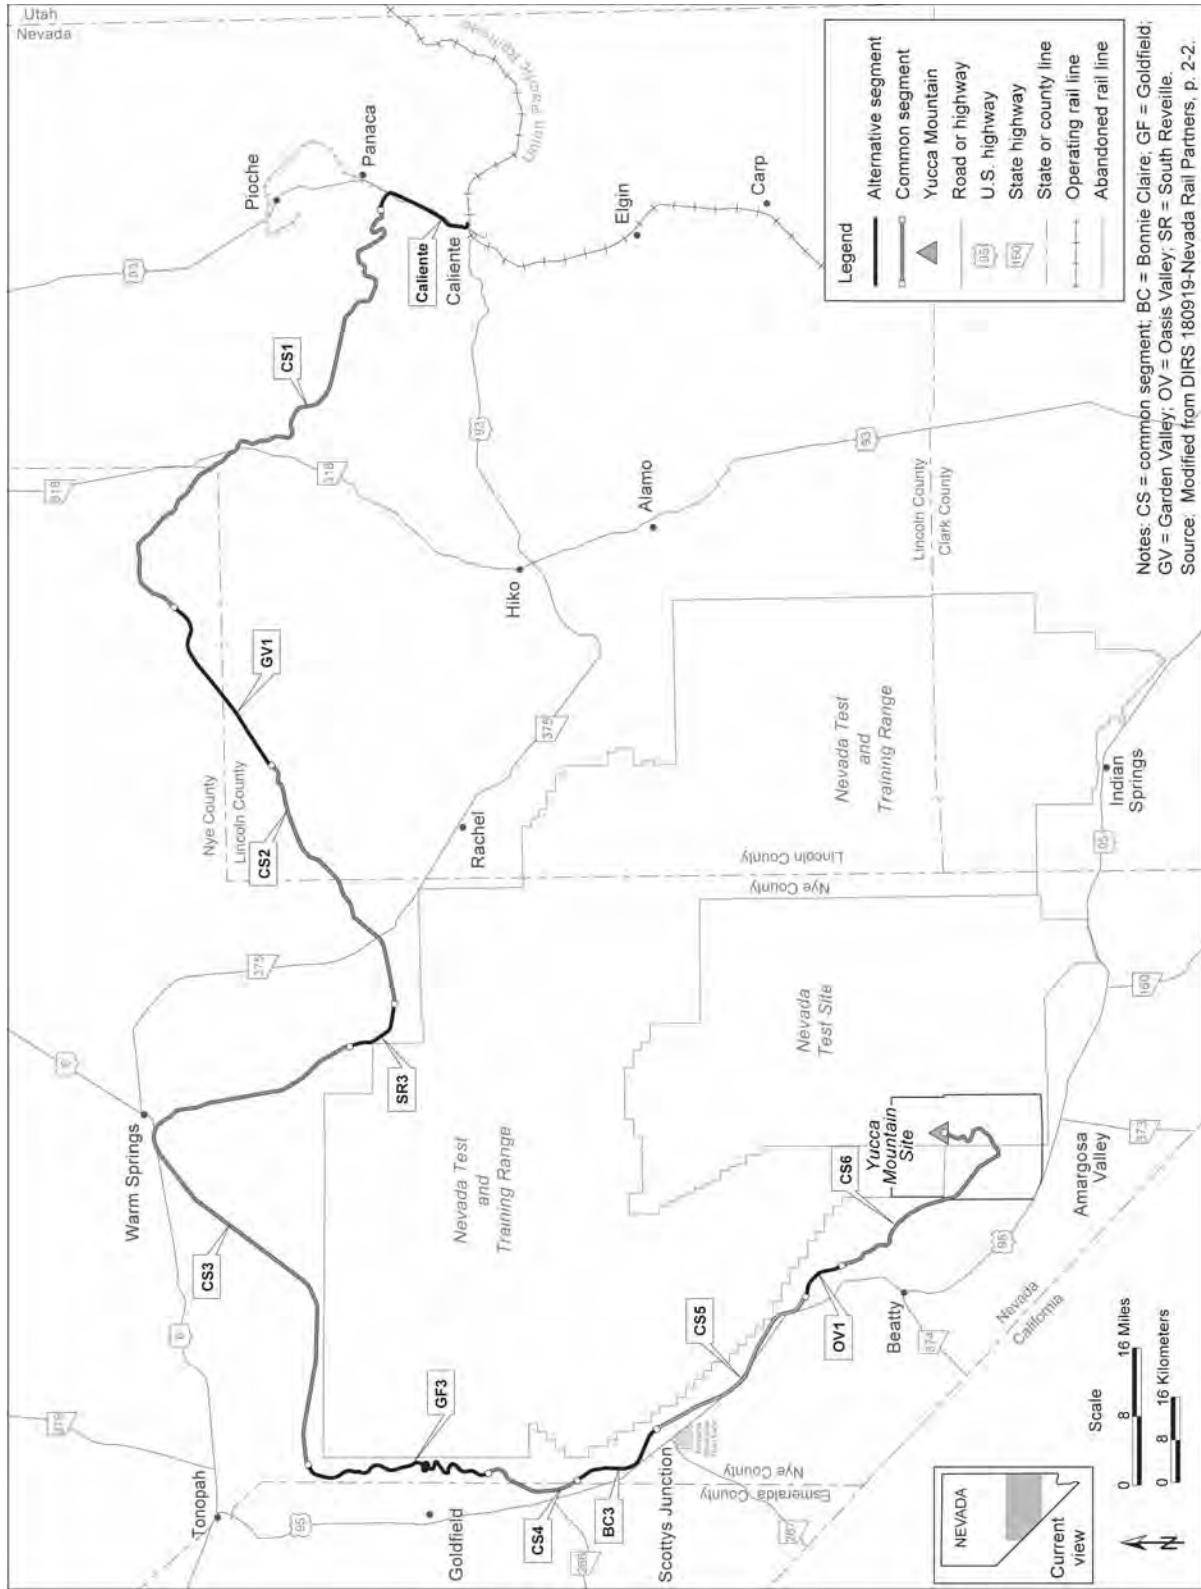 Utah
Nevada
Union Pacific Railroad
Pioche
Panaca
93
Caliente
Caliente
Elgin
Carp
CS1
318
318
93
Hiko
Alamo
93
Lincoln County
Clark County
GV1
Nye County
Lincoln County
CS2
375
Rachel
Nevada Test
and
Training Range
Lincoln County
Nye County
Indian
Springs
95
6
375
Warm Springs
SR3
Nevada
Test Site
160
Yucca
Mountain
Site
Amargosa
Valley
373
CS3
6
Nevada Test
and
Training Range
CS6
95
Nevada
California
Beatty
374
OV1
CS5
GF3
Tonopah
95
Goldfield
CS4
BC3
Scottys Junction
Nye County
Esmeralda County
266
267
Legend
Alternative segment
Common segment
Yucca Mountain
Road or highway
95
U.S. highway
160
State highway
State or county line
Operating rail line
Abandoned rail line
Scale
0 8 16 Miles
0 8 16 Kilometers
NEVADA
Current
view
N
Notes: CS = common segment; BC = Bonnie Claire; GF = Goldfield;
GV = Garden Valley; OV = Oasis Valley; SR = South Reveille.
Source: Modified from DIRS 180919-Nevada Rail Partners, p. 2-2.